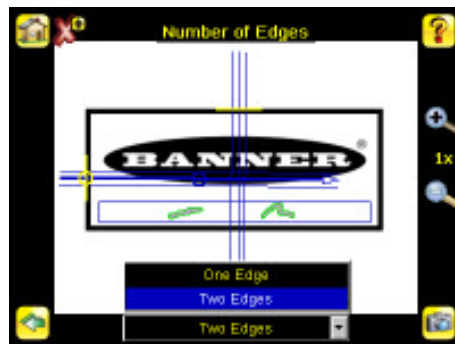 Number of Edges
BANNER®
1x
One Edge
Two Edges
Two Edges